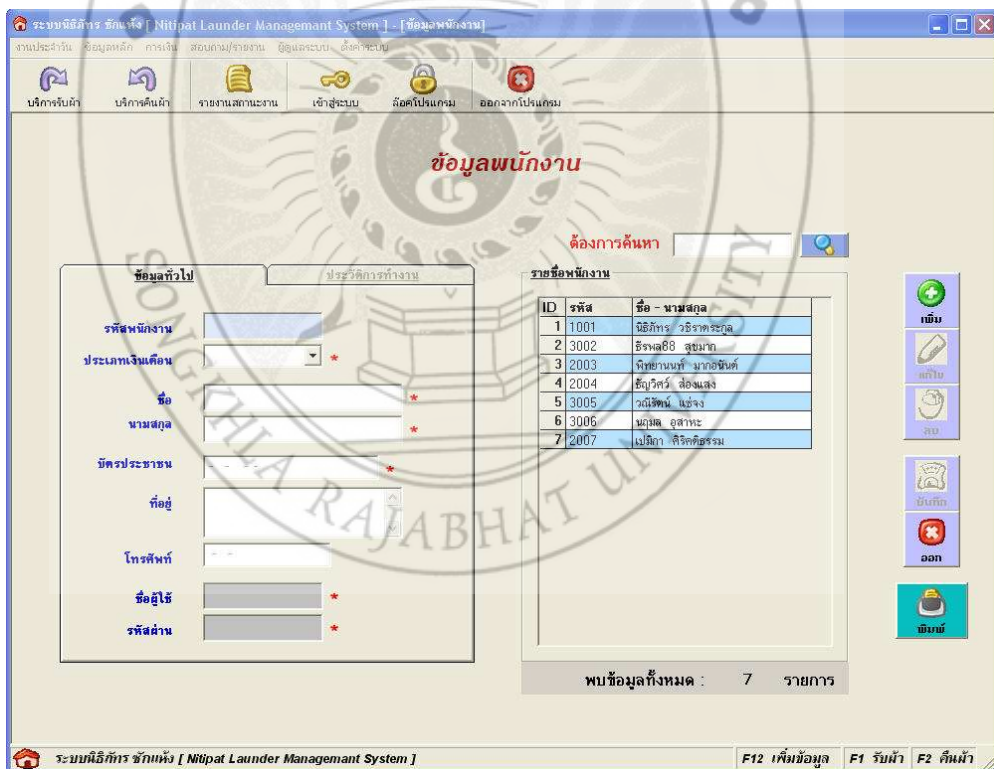 ระบบนิธิภัทร ซักแห้ง [ Nitipat Launder Managemant System ] - [ข้อมูลพนักงาน]
งานประจำวัน ข้อมูลหลัก การเงิน สอบถาม/รายงาน ผู้ดูแลระบบ ตั้งค่าระบบ
บริการรับผ้า บริการคืนผ้า รายงานสถานะงาน เข้าสู่ระบบ ล๊อคโปรแกรม ออกจากโปรแกรม
ข้อมูลพนักงาน
ต้องการค้นหา
ข้อมูลทั่วไป ประวัติการทำงาน
รหัสพนักงาน
ประเภทเงินเดือน *
ชื่อ *
นามสกุล *
บัตรประชาชน *
ที่อยู่
โทรศัพท์
ชื่อผู้ใช้ *
รหัสผ่าน *
รายชื่อพนักงาน
ID รหัส ชื่อ - นามสกุล
1 1001 นิธิภัทร วชิราตระกูล
2 3002 ธีรพล88 สุขมาก
3 2003 พิทยานนท์ มากอนันต์
4 2004 ธัญวิศว์ ส่องแสง
5 3005 วณีรัตน์ แซ่จง
6 3006 นฤมล อุสาหะ
7 2007 เปมิกา ศิริคติธรรม
พบข้อมูลทั้งหมด : 7 รายการ
เพิ่ม
แก้ไข
ลบ
บันทึก
ออก
พิมพ์
SONGKHLA RAJABHAT UNIVERSITY
ระบบนิธิภัทร ซักแห้ง [ Nitipat Launder Management System ] F12 เพิ่มข้อมูล F1 รับผ้า F2 คืนผ้า